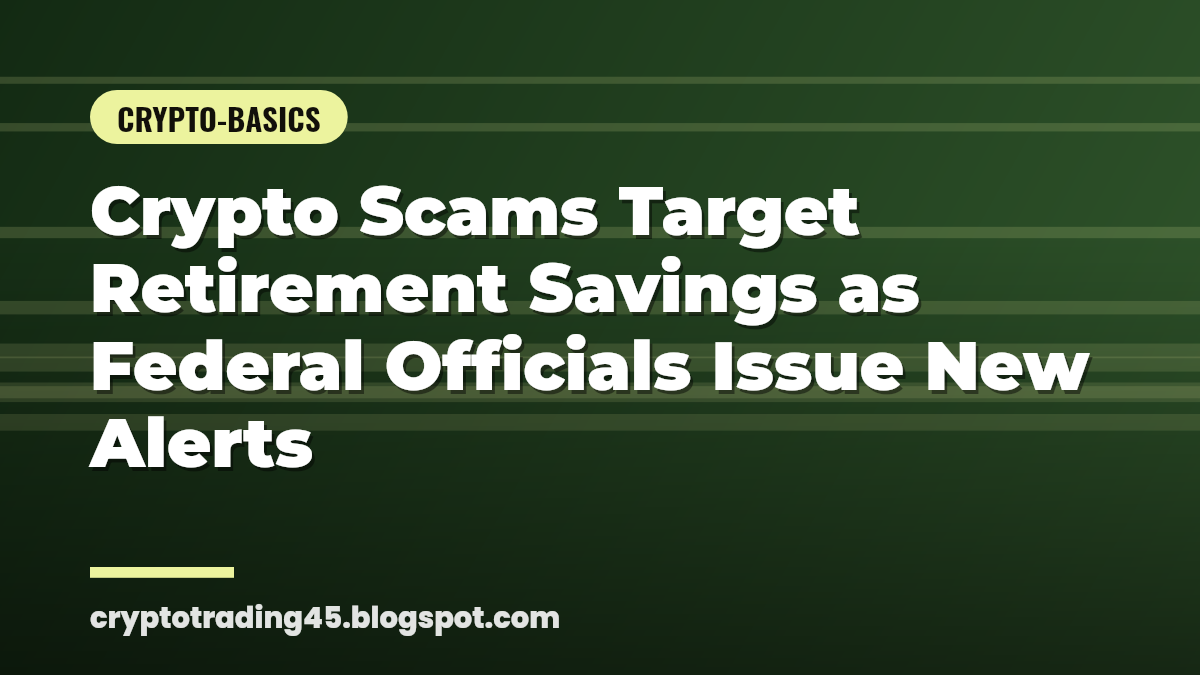 CRYPTO-BASICS
Crypto Scams Target
Retirement Savings as
Federal Officials Issue New
Alerts
cryptotrading45.blogspot.com